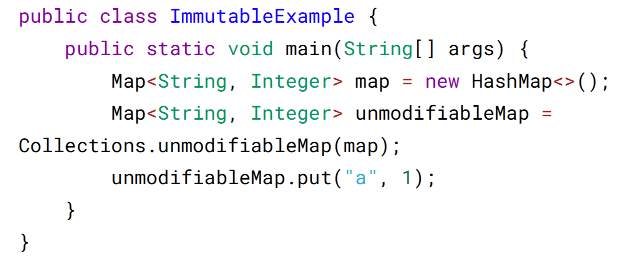 public class ImmutableExample {
    public static void main(String[] args) {
        Map<String, Integer> map = new HashMap<>();
        Map<String, Integer> unmodifiableMap =
Collections.unmodifiableMap(map);
        unmodifiableMap.put("a", 1);
    }
}